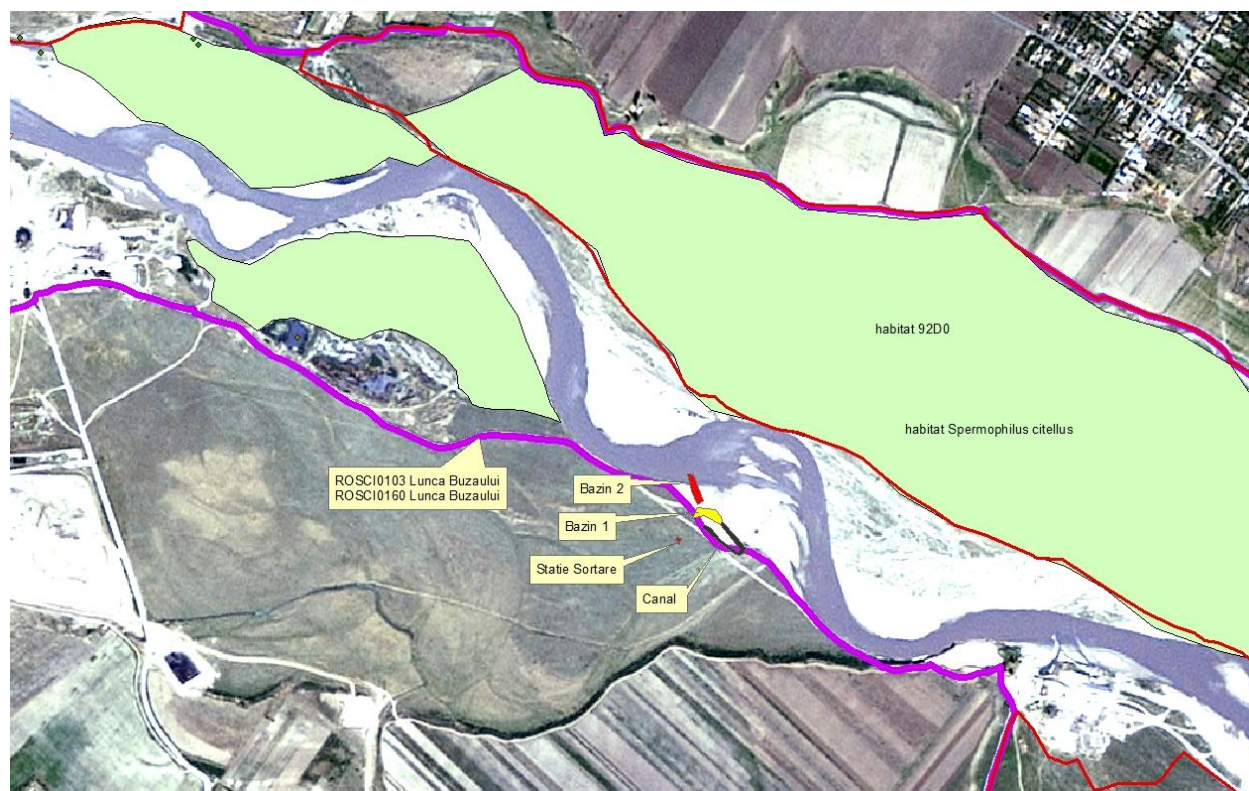 habitat 92D0
habitat Spermophilus citellus
ROSCI0103 Lunca Buzaului
ROSCI0160 Lunca Buzaului
Bazin 2
Bazin 1
Statie Sortare
Canal